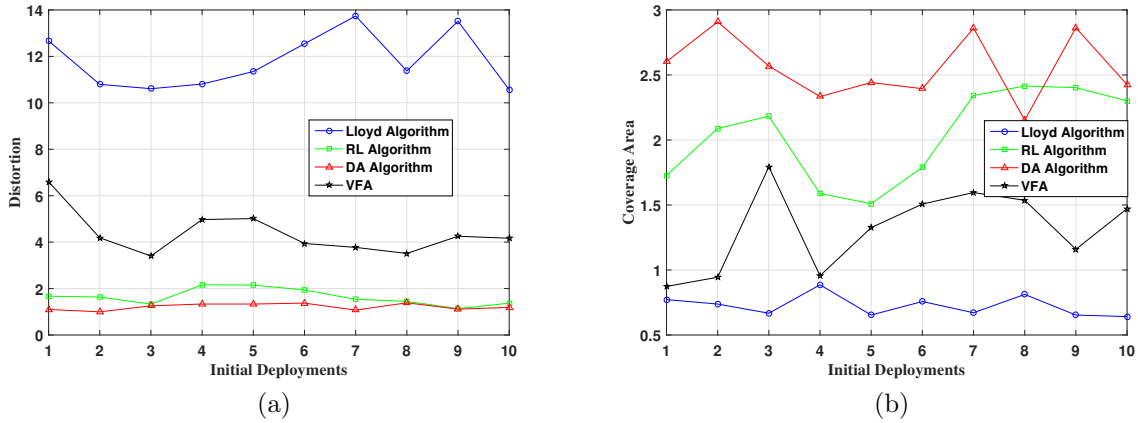 14
12
10
8
6
4
2
0
Distortion
Lloyd Algorithm
RL Algorithm
DA Algorithm
VFA
1 2 3 4 5 6 7 8 9 10
Initial Deployments
(a)
3
2.5
2
1.5
1
0.5
Coverage Area
Lloyd Algorithm
RL Algorithm
DA Algorithm
VFA
1 2 3 4 5 6 7 8 9 10
Initial Deployments
(b)